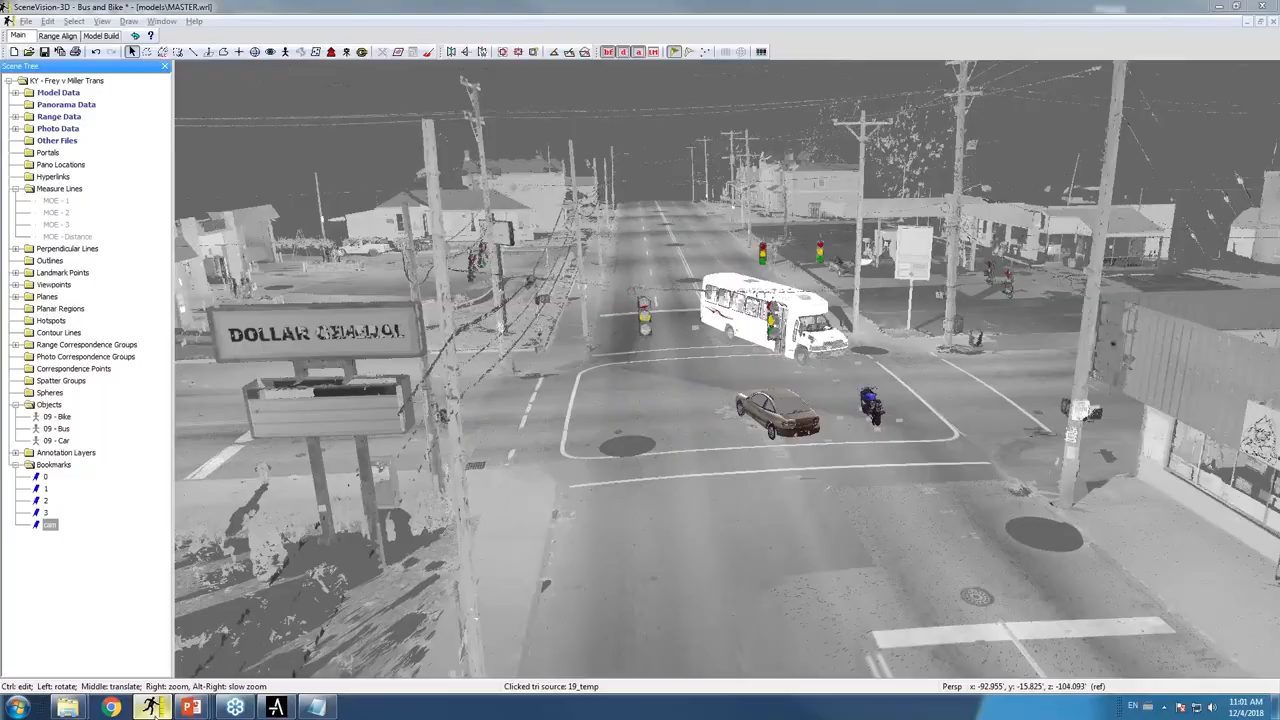 SceneVision-3D - Bus and Bike * - [models\MASTER.wrl]
File Edit Select View Draw Window Help
Main Range Align Model Build
Scene Tree
KY - Frey v Miller Trans
Model Data
Panorama Data
Range Data
Photo Data
Other Files
Portals
Pano Locations
Hyperlinks
Measure Lines
MOE - 1
MOE - 2
MOE - 3
MOE - Distance
Perpendicular Lines
Outlines
Landmark Points
Viewpoints
Planes
Planar Regions
Hotspots
Contour Lines
Range Correspondence Groups
Photo Correspondence Groups
Correspondence Points
Spatter Groups
Spheres
Objects
09 - Bike
09 - Bus
09 - Car
Annotation Layers
Bookmarks
0
1
2
3
cam
DOLLAR
Ctrl: edit; Left: rotate; Middle: translate; Right: zoom, Alt-Right: slow zoom
Clicked tri source: 19_temp
Persp x: -92.955', y: -15.825', z: -104.093' (ref)
EN
11:01 AM
12/4/2018